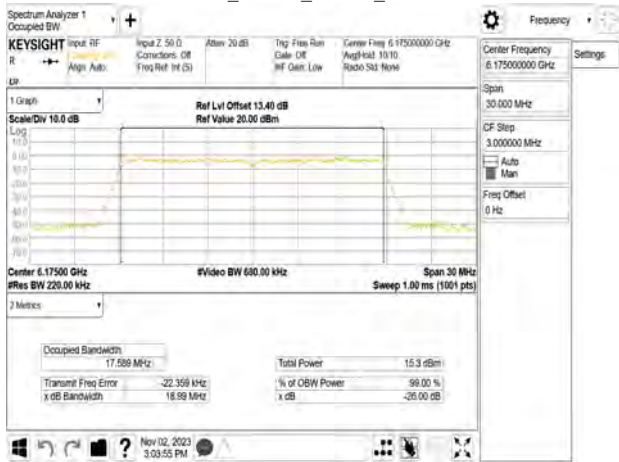 Spectrum Analyzer 1
Occupied BW
Frequency
KEYSIGHT
R
Input: RF
Align: Auto
Input Z: 50 Ω
Corrections: Off
Freq Ref: Int (S)
Atten: 20 dB
Trig: Free Run
Gate: Off
#IF Gain: Low
Center Freq: 6.175000000 GHz
Avg|Hold: 10/10
Radio Std: None
Center Frequency
6.175000000 GHz
Settings
Span
30.000 MHz
CF Step
3.000000 MHz
Auto
Man
Freq Offset
0 Hz
1 Graph
Scale/Div 10.0 dB
Ref Lvl Offset 13.40 dB
Ref Value 20.00 dBm
Log
Center 6.17500 GHz
#Res BW 220.00 kHz
#Video BW 680.00 kHz
Span 30 MHz
Sweep 1.00 ms (1001 pts)
2 Metrics
Occupied Bandwidth
17.589 MHz
Total Power
15.3 dBm
Transmit Freq Error
-22.359 kHz
% of OBW Power
99.00 %
x dB Bandwidth
18.99 MHz
x dB
-26.00 dB
Nov 02, 2023
3:03:55 PM